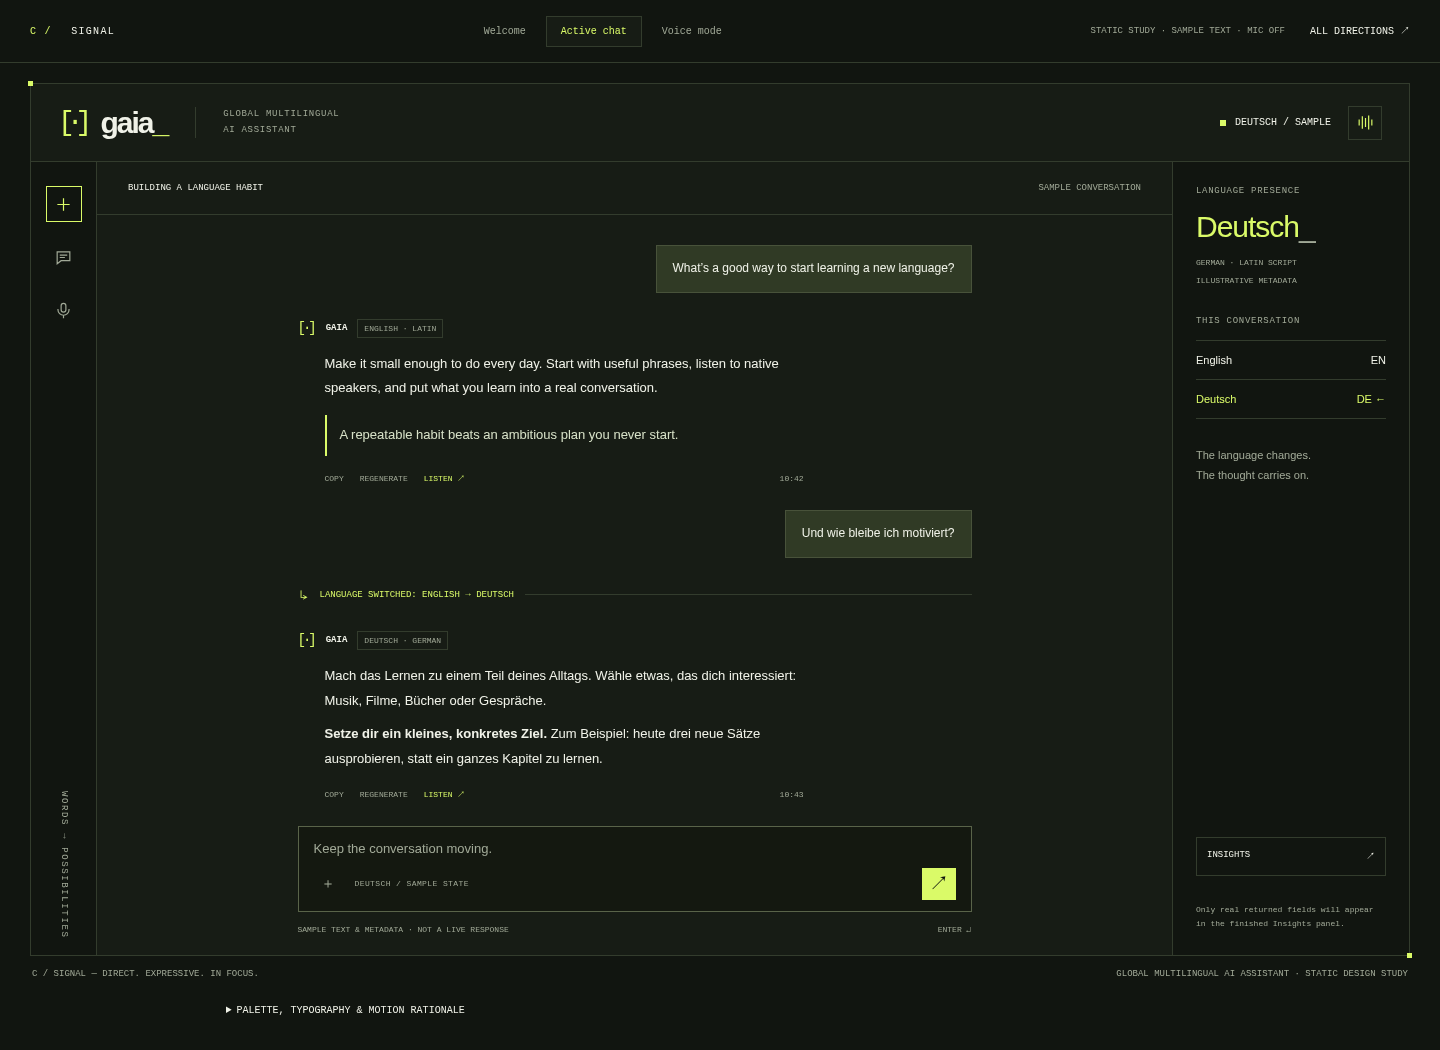 C / SIGNAL
Welcome
Active chat
Voice mode
STATIC STUDY · SAMPLE TEXT · MIC OFF
ALL DIRECTIONS ↗
[·] gaia_
GLOBAL MULTILINGUAL
AI ASSISTANT
DEUTSCH / SAMPLE
BUILDING A LANGUAGE HABIT
SAMPLE CONVERSATION
What’s a good way to start learning a new language?
[·] GAIA ENGLISH · LATIN
Make it small enough to do every day. Start with useful phrases, listen to native
speakers, and put what you learn into a real conversation.
A repeatable habit beats an ambitious plan you never start.
COPY REGENERATE LISTEN ↗ 10:42
Und wie bleibe ich motiviert?
↳ LANGUAGE SWITCHED: ENGLISH → DEUTSCH
[·] GAIA DEUTSCH · GERMAN
Mach das Lernen zu einem Teil deines Alltags. Wähle etwas, das dich interessiert:
Musik, Filme, Bücher oder Gespräche.
Setze dir ein kleines, konkretes Ziel. Zum Beispiel: heute drei neue Sätze
ausprobieren, statt ein ganzes Kapitel zu lernen.
COPY REGENERATE LISTEN ↗ 10:43
Keep the conversation moving.
+ DEUTSCH / SAMPLE STATE ↗
SAMPLE TEXT & METADATA · NOT A LIVE RESPONSE
ENTER ↵
WORDS → POSSIBILITIES
LANGUAGE PRESENCE
Deutsch_
GERMAN · LATIN SCRIPT
ILLUSTRATIVE METADATA
THIS CONVERSATION
English EN
Deutsch DE ←
The language changes.
The thought carries on.
INSIGHTS ↗
Only real returned fields will appear
in the finished Insights panel.
C / SIGNAL — DIRECT. EXPRESSIVE. IN FOCUS.
GLOBAL MULTILINGUAL AI ASSISTANT · STATIC DESIGN STUDY
▶ PALETTE, TYPOGRAPHY & MOTION RATIONALE